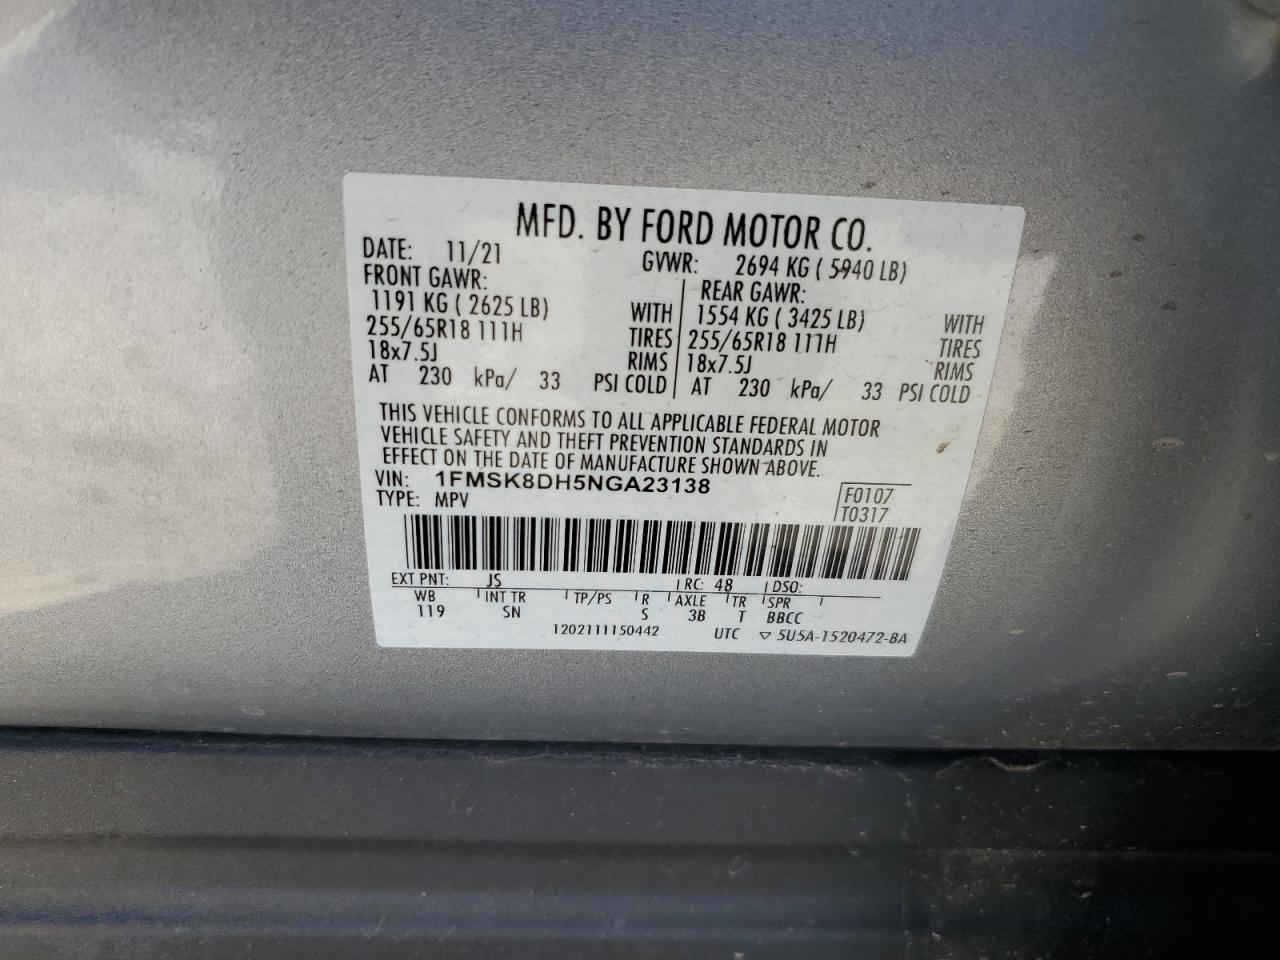 MFD. BY FORD MOTOR CO.
DATE: 11/21 GVWR: 2694 KG ( 5940 LB)
FRONT GAWR: REAR GAWR:
1191 KG ( 2625 LB) WITH 1554 KG ( 3425 LB) WITH
255/65R18 111H TIRES 255/65R18 111H TIRES
18x7.5J RIMS 18x7.5J RIMS
AT 230 kPa/ 33 PSI COLD AT 230 kPa/ 33 PSI COLD
THIS VEHICLE CONFORMS TO ALL APPLICABLE FEDERAL MOTOR
VEHICLE SAFETY AND THEFT PREVENTION STANDARDS IN
EFFECT ON THE DATE OF MANUFACTURE SHOWN ABOVE.
VIN: 1FMSK8DH5NGA23138
TYPE: MPV
F0107
T0317
EXT PNT: JS RC: 48 DSO:
WB INT TR TP/PS R AXLE TR SPR
119 SN S 3B T BBCC
1202111150442 UTC ▽ 5U5A-1520472-BA